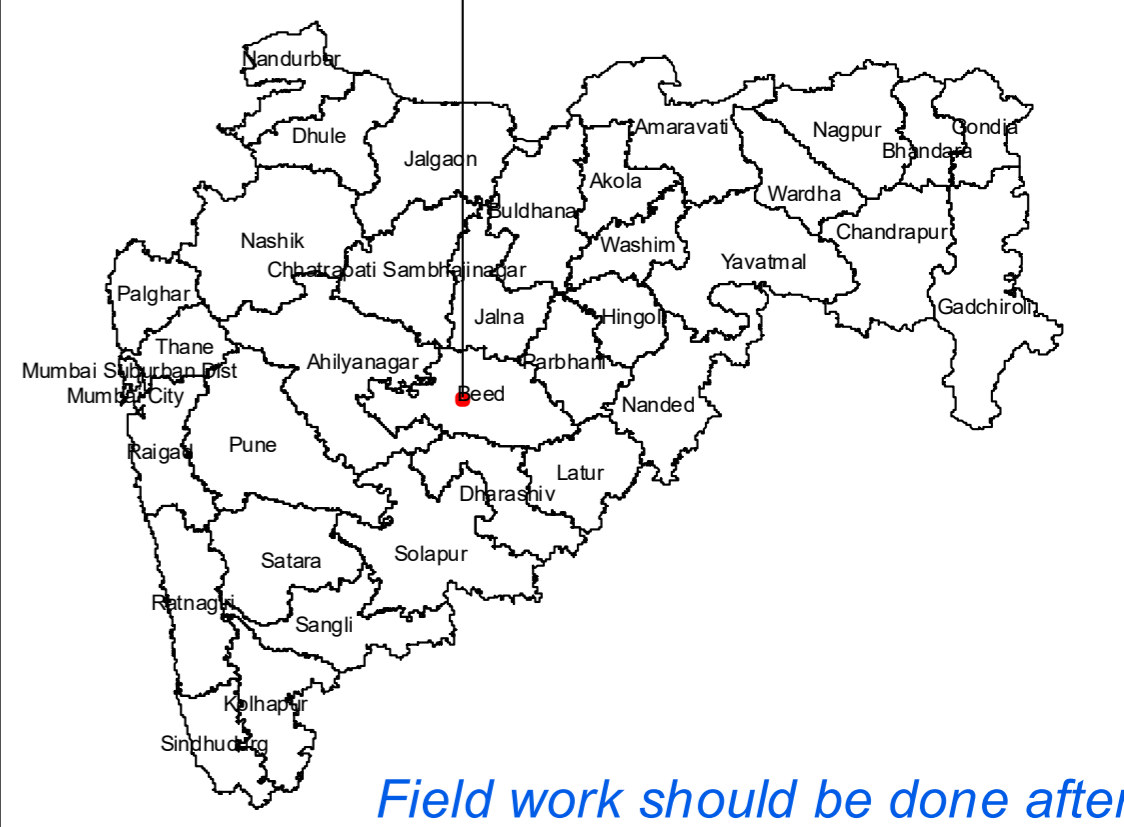 Nandurbar
Dhule
Jalgaon
Amaravati
Nagpur
Gondia
Bhandara
Akola
Wardha
Buldhana
Chandrapur
Nashik
Washim
Yavatmal
Chhatrapati Sambhajinagar
Palghar
Gadchiroli
Jalna
Hingoli
Thane
Ahilyanagar
Parbhani
Mumbai Suburban Dist
Mumbai City
Beed
Nanded
Raigad
Pune
Latur
Dharashiv
Satara
Solapur
Ratnagiri
Sangli
Kolhapur
Sindhudurg
Field work should be done after